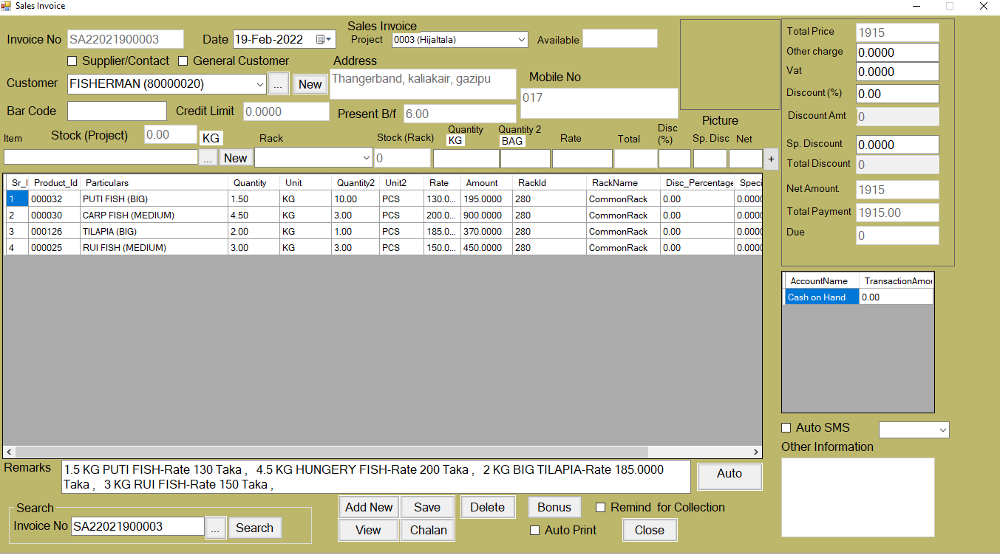 Sales Invoice
Sales Invoice
Invoice No SA22021900003 Date 19-Feb-2022 Project 0003 (Hijaltala) Available
Supplier/Contact General Customer Address
Customer FISHERMAN (80000020) ... New Thangerband, kaliakair, gazipu Mobile No
017
Bar Code Credit Limit 0.0000 Present B/f 6.00
Picture
Item Stock (Project) 0.00 KG Rack Stock (Rack) Quantity KG Quantity 2 BAG Rate Total Disc (%) Sp. Disc Net
... New 0 +
Sr_I Product_Id Particulars Quantity Unit Quantity2 Unit2 Rate Amount RackId RackName Disc_Percentage Speci
1 000032 PUTI FISH (BIG) 1.50 KG 10.00 PCS 130.0... 195.0000 280 CommonRack 0.00 0.0000
2 000030 CARP FISH (MEDIUM) 4.50 KG 3.00 PCS 200.0... 900.0000 280 CommonRack 0.00 0.0000
3 000126 TILAPIA (BIG) 2.00 KG 1.00 PCS 185.0... 370.0000 280 CommonRack 0.00 0.0000
4 000025 RUI FISH (MEDIUM) 3.00 KG 3.00 PCS 150.0... 450.0000 280 CommonRack 0.00 0.0000
Total Price 1915
Other charge 0.0000
Vat 0.0000
Discount (%) 0.00
Discount Amt 0
Sp. Discount 0.0000
Total Discount 0
Net Amount. 1915
Total Payment 1915.00
Due 0
AccountName TransactionAmou
Cash on Hand 0.00
Auto SMS
Other Information
Remarks 1.5 KG PUTI FISH-Rate 130 Taka , 4.5 KG HUNGERY FISH-Rate 200 Taka , 2 KG BIG TILAPIA-Rate 185.0000
Taka , 3 KG RUI FISH-Rate 150 Taka ,
Auto
Search
Invoice No SA22021900003 ... Search
Add New Save Delete Bonus Remind for Collection
View Chalan Auto Print Close